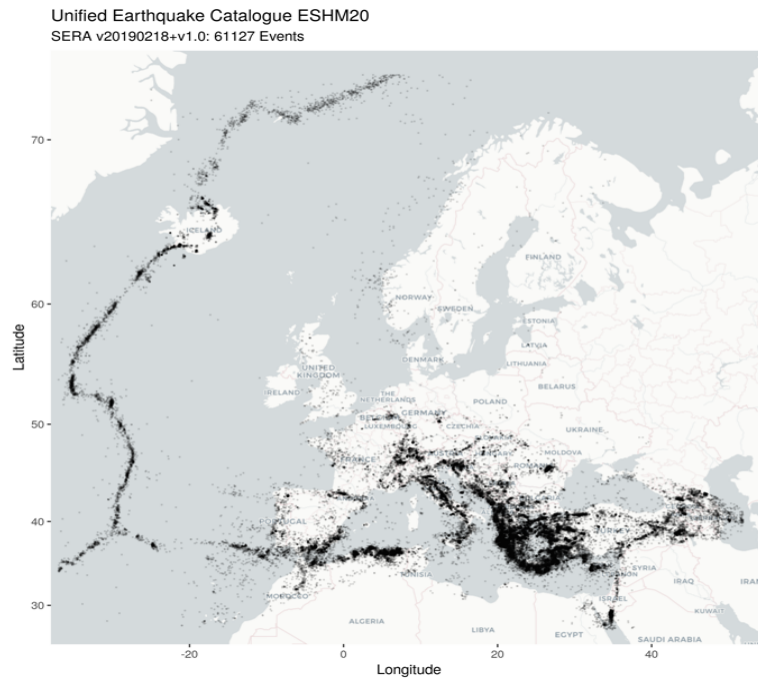 Unified Earthquake Catalogue ESHM20
SERA v20190218+v1.0: 61127 Events
70
ICELAND
FINLAND
NORWAY
60
SWEDEN
ESTONIA
LATVIA
Latitude
DENMARK
LITHUANIA
UNITED
KINGDOM
BELARUS
IRELAND
THE
NETHERLANDS
POLAND
GERMANY
50
LUXEMBOURG
CZECHIA
UKRAINE
FRANCE
MOLDOVA
ROMANIA
40
PORTUGAL
TUNISIA
SYRIA
IRAQ
IRAN
MOROCCO
ISRAEL
30
KUWAIT
ALGERIA
LIBYA
EGYPT
SAUDI ARABIA
-20
0
20
40
Longitude